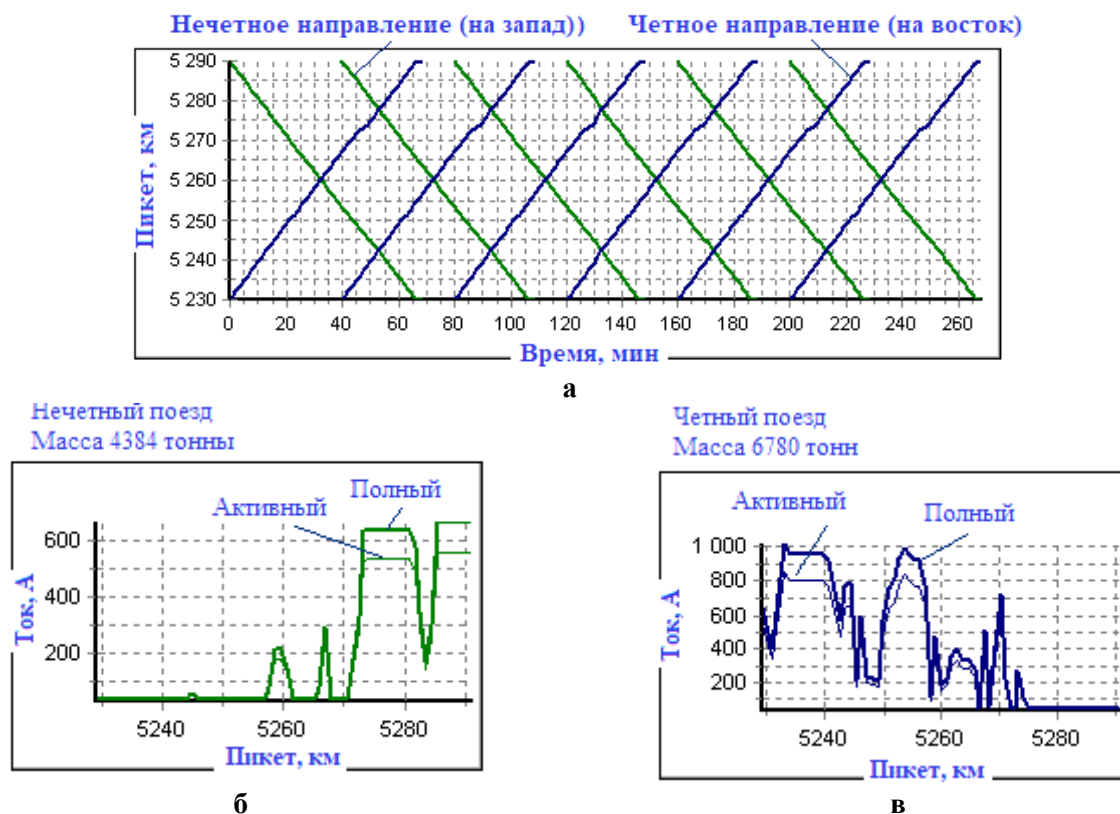 Нечетное направление (на запад))
Четное направление (на восток)
Пикет, км
5 290
5 280
5 270
5 260
5 250
5 240
5 230
0 20 40 60 80 100 120 140 160 180 200 220 240 260
Время, мин
а
Нечетный поезд
Масса 4384 тонны
Полный
Активный
Ток, А
600
400
200
5240 5260 5280
Пикет, км
б
Четный поезд
Масса 6780 тонн
Активный
Полный
Ток, А
1 000
800
600
400
200
5240 5260 5280
Пикет, км
в